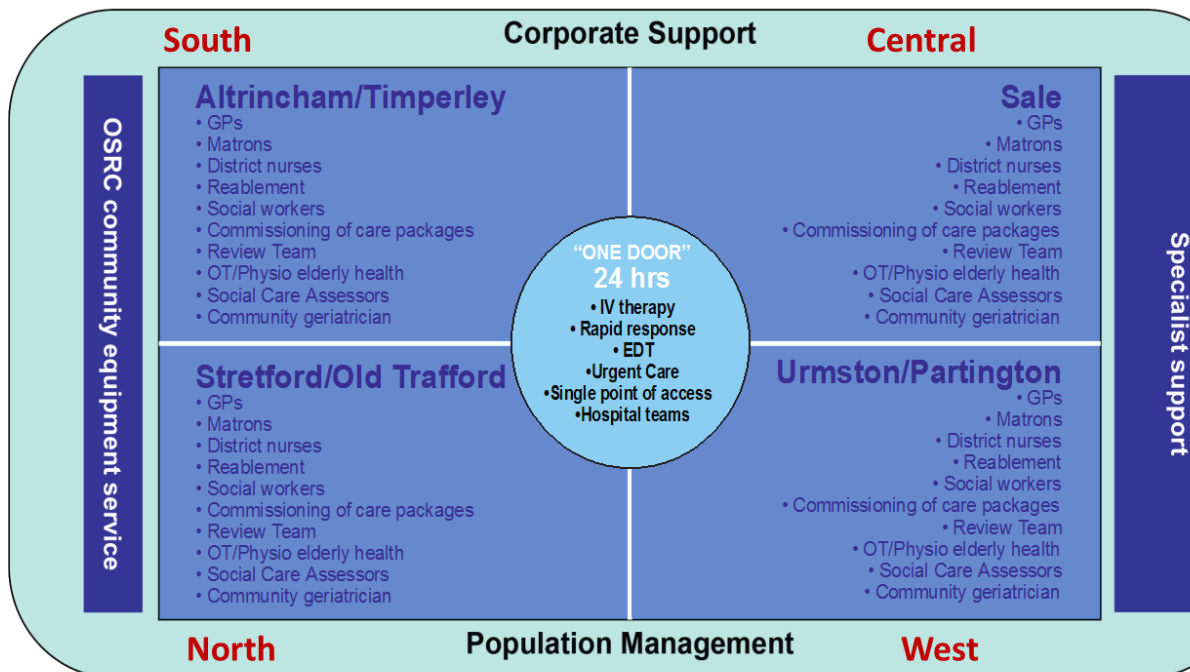 South
Corporate Support
Central
OSRC community equipment service
Altrincham/Timperley
• GPs
• Matrons
• District nurses
• Reablement
• Social workers
• Commissioning of care packages
• Review Team
• OT/Physio elderly health
• Social Care Assessors
• Community geriatrician
Sale
• GPs
• Matrons
• District nurses
• Reablement
• Social workers
• Commissioning of care packages
• Review Team
• OT/Physio elderly health
• Social Care Assessors
• Community geriatrician
“ONE DOOR”
24 hrs
• IV therapy
• Rapid response
• EDT
•Urgent Care
•Single point of access
•Hospital teams
Stretford/Old Trafford
• GPs
• Matrons
• District nurses
• Reablement
• Social workers
• Commissioning of care packages
• Review Team
• OT/Physio elderly health
• Social Care Assessors
• Community geriatrician
Urmston/Partington
• GPs
• Matrons
• District nurses
• Reablement
• Social workers
• Commissioning of care packages
• Review Team
• OT/Physio elderly health
• Social Care Assessors
• Community geriatrician
Specialist support
North
Population Management
West